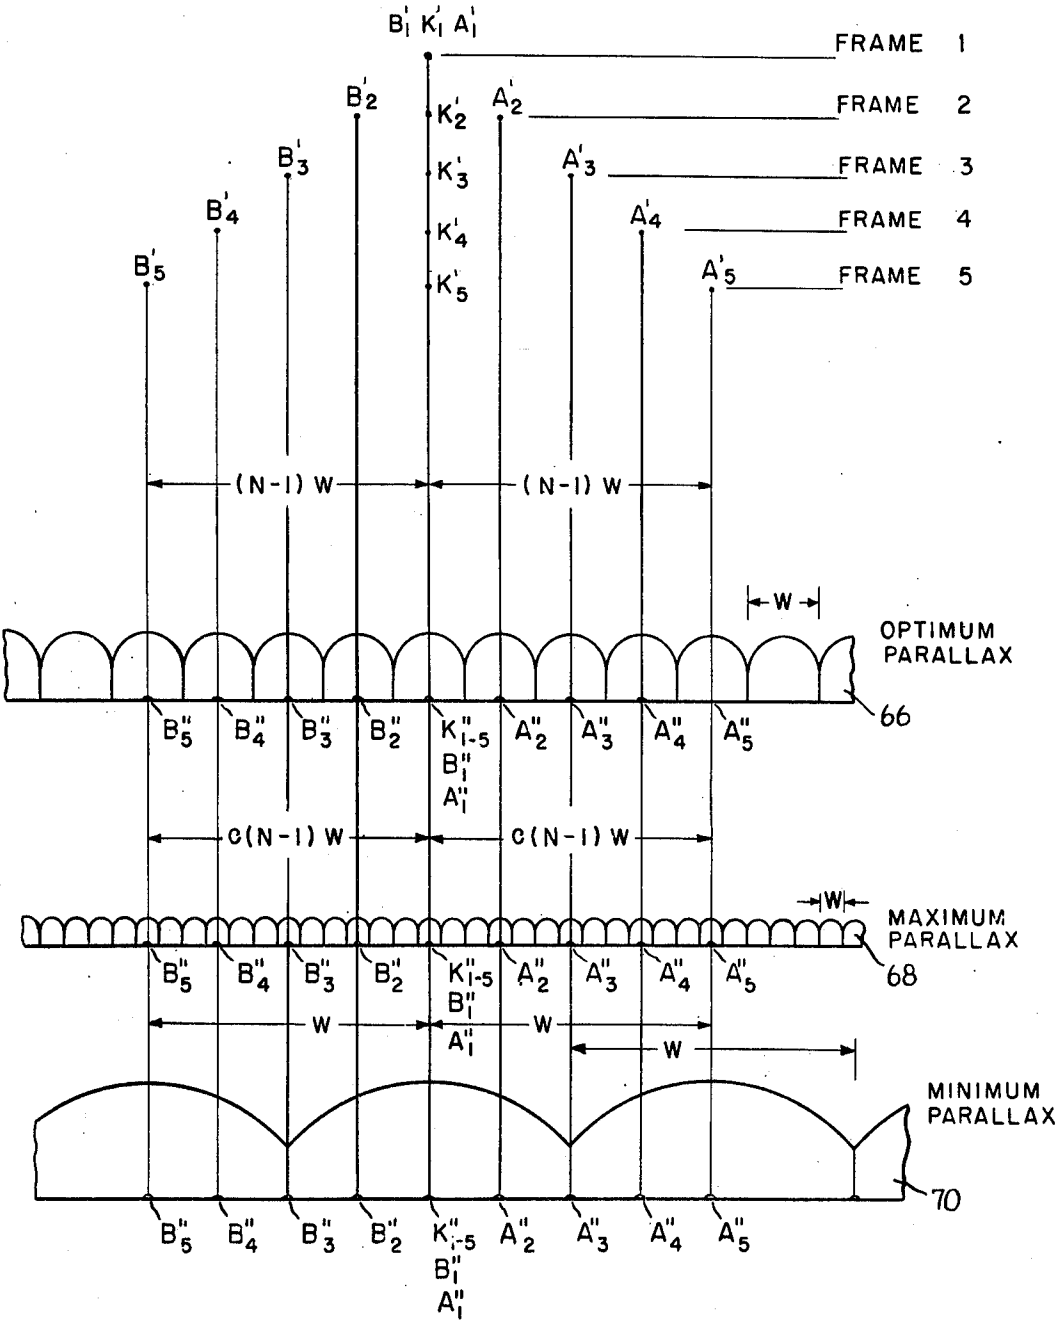 B'₁ K'₁ A'₁ FRAME 1
B'₂ K'₂ A'₂ FRAME 2
B'₃ K'₃ A'₃ FRAME 3
B'₄ K'₄ A'₄ FRAME 4
B'₅ K'₅ A'₅ FRAME 5
(N-1) W (N-1) W
W
OPTIMUM
PARALLAX
66
B"₅ B"₄ B"₃ B"₂ K"₁₋₅ A"₂ A"₃ A"₄ A"₅
B"₁
A"₁
C(N-1) W C(N-1) W
W
MAXIMUM
PARALLAX
68
B"₅ B"₄ B"₃ B"₂ K"₁₋₅ A"₂ A"₃ A"₄ A"₅
B"₁
A"₁
W W
W
MINIMUM
PARALLAX
70
B"₅ B"₄ B"₃ B"₂ K"₁₋₅ A"₂ A"₃ A"₄ A"₅
B"₁
A"₁